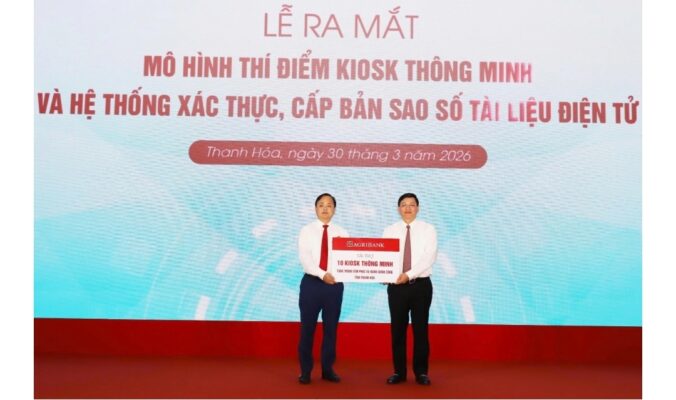 LỄ RA MẮT
MÔ HÌNH THÍ ĐIỂM KIOSK THÔNG MINH
VÀ HỆ THỐNG XÁC THỰC, CẤP BẢN SAO SỐ TÀI LIỆU ĐIỆN TỬ
Thanh Hóa, ngày 30 tháng 3 năm 2026
AGRIBANK
10 KIOSK THÔNG MINH